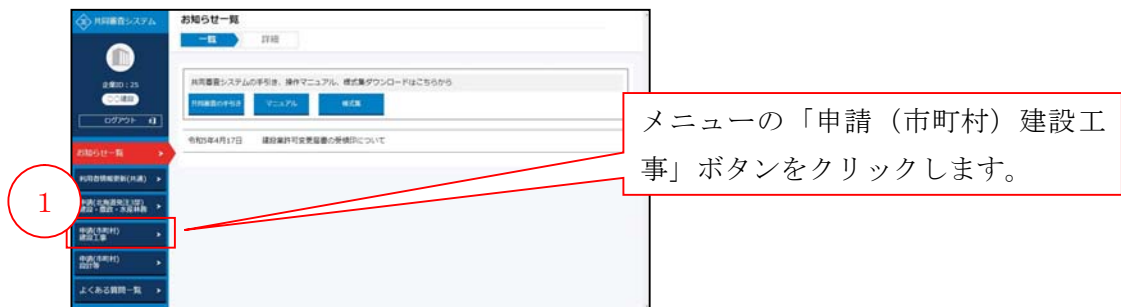 共同審査システム
お知らせ一覧
一覧
詳細
企業ID:25
〇〇建設
ログアウト
共同審査システムの手引き、操作マニュアル、様式集ダウンロードはこちらから
共同審査の手引き
マニュアル
様式集
令和5年4月17日 建設業許可変更届書の受領印について
お知らせ一覧
利用者情報更新(共通)
申請(北海道発注3部)
建設・農政・水産林務
申請(市町村)
建設工事
申請(市町村)
設計等
よくある質問一覧
1
メニューの「申請(市町村)建設工
事」ボタンをクリックします。